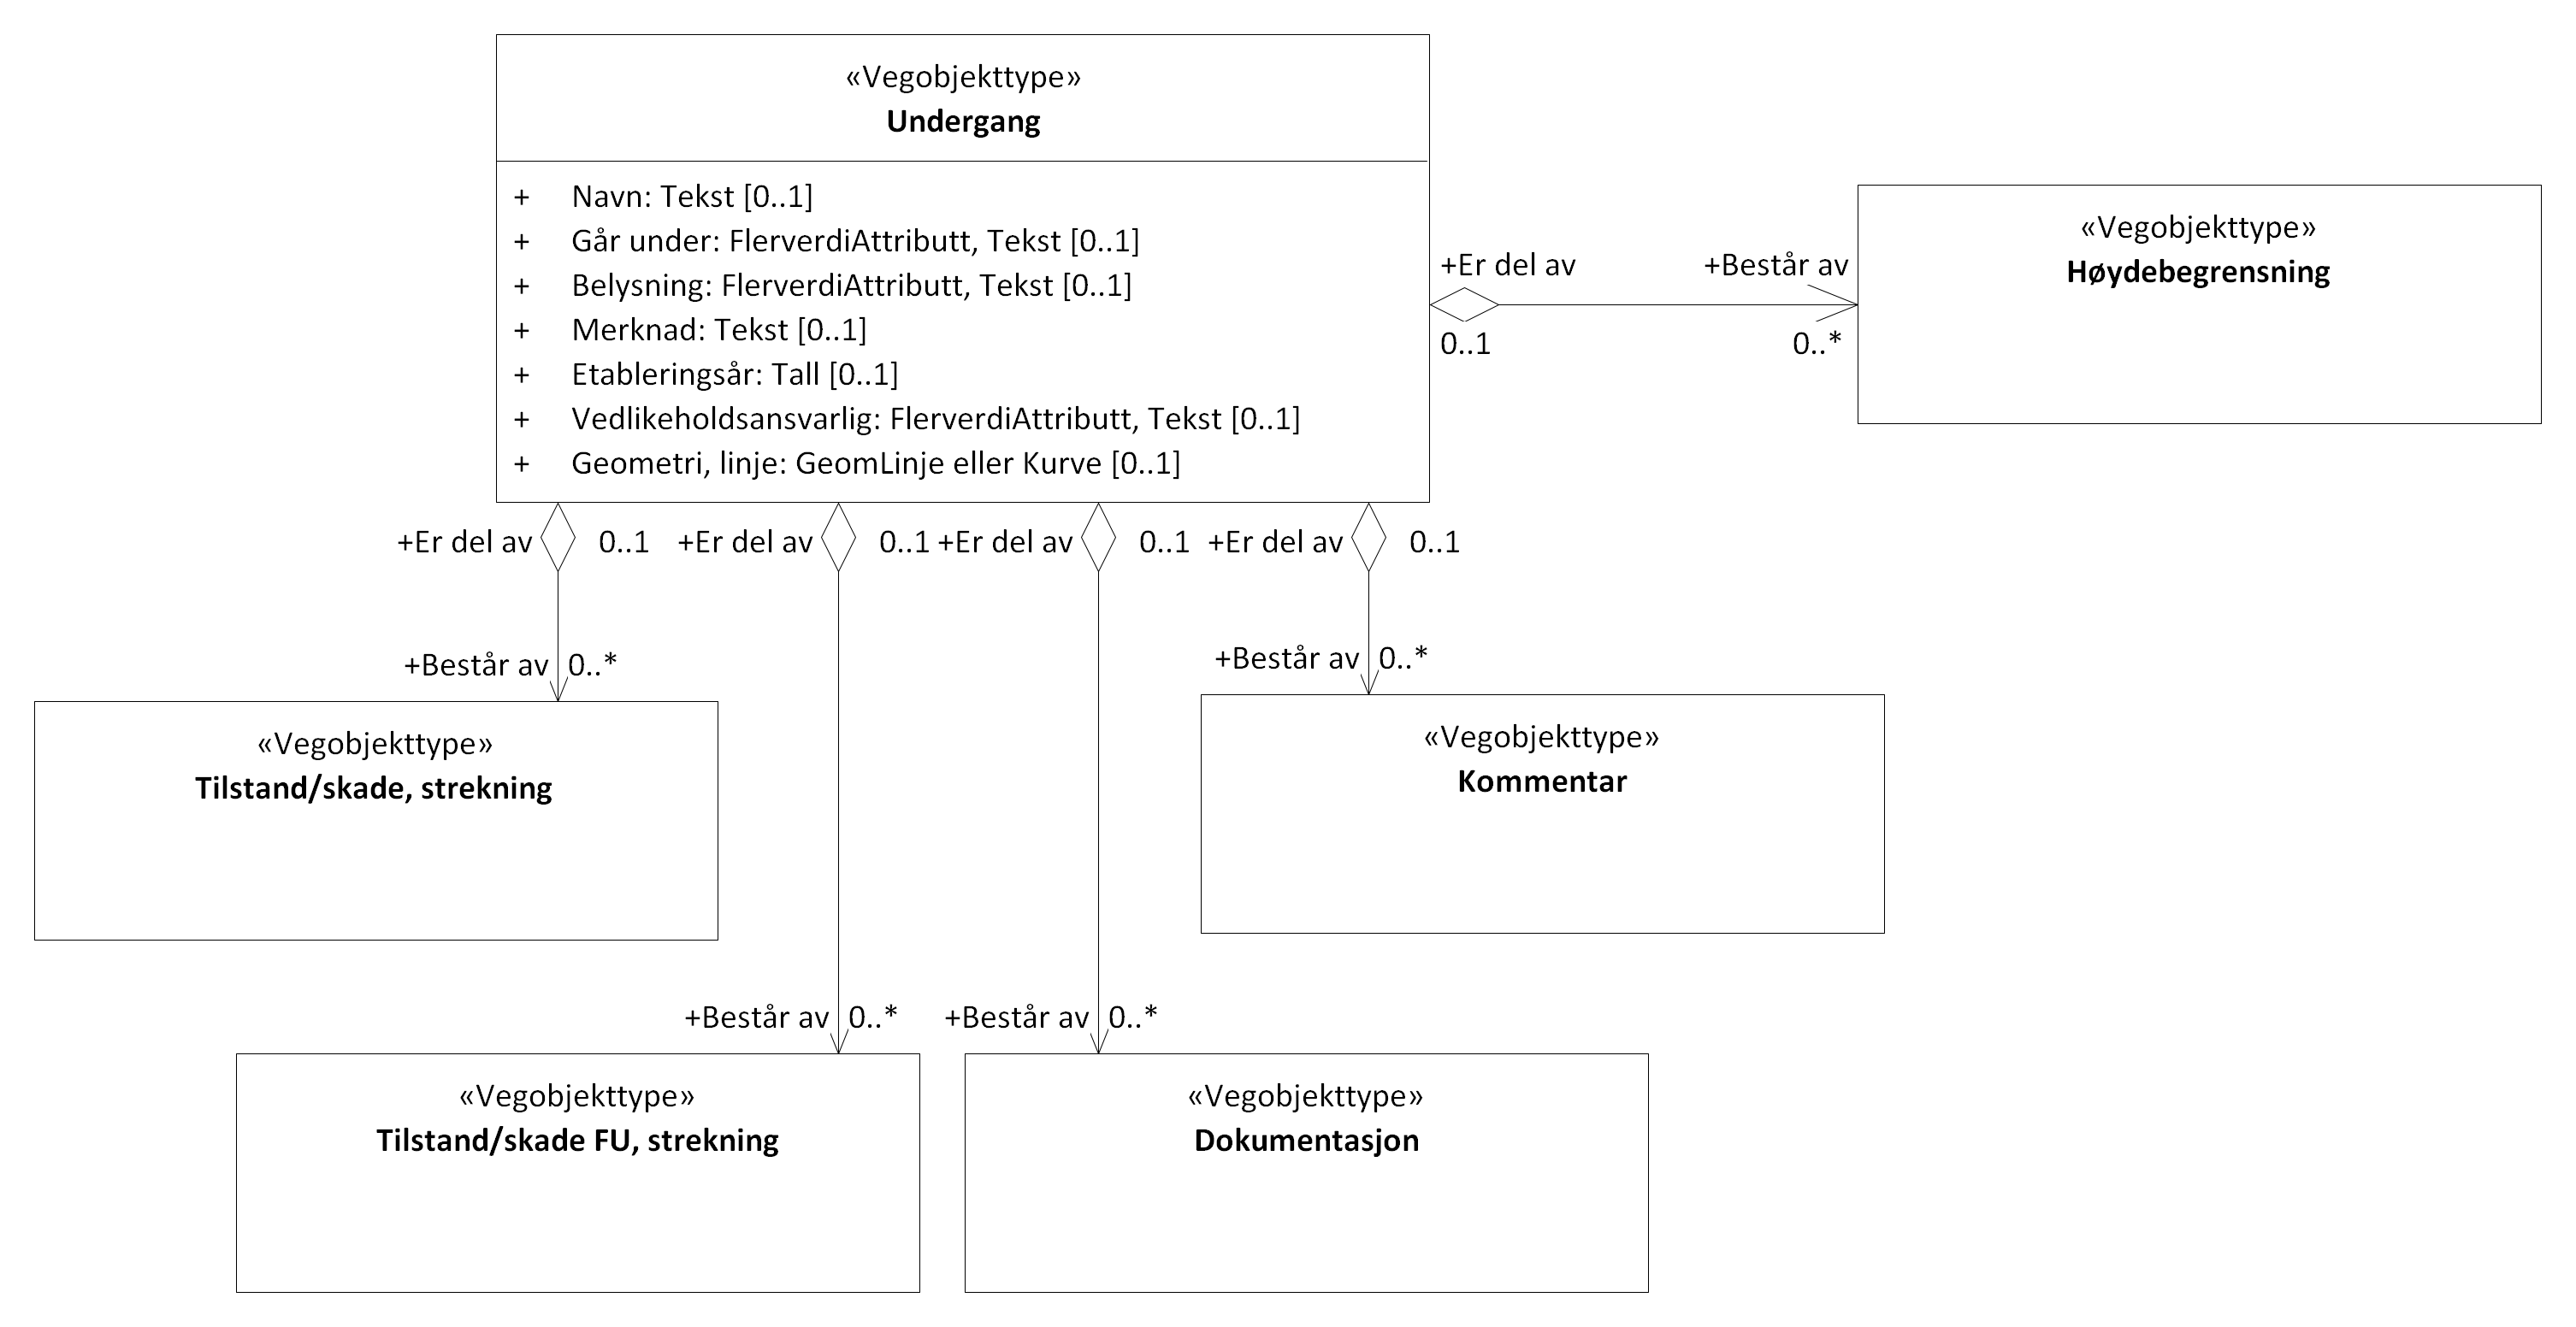 «Vegobjekttype»
Undergang
+ Navn: Tekst [0..1]
+ Går under: FlerverdiAttributt, Tekst [0..1]
+ Belysning: FlerverdiAttributt, Tekst [0..1]
+ Merknad: Tekst [0..1]
+ Etableringsår: Tall [0..1]
+ Vedlikeholdsansvarlig: FlerverdiAttributt, Tekst [0..1]
+ Geometri, linje: GeomLinje eller Kurve [0..1]
+Er del av
0..1
+Består av
0..*
«Vegobjekttype»
Høydebegrensning
+Er del av 0..1
+Er del av 0..1
+Er del av 0..1
+Er del av 0..1
+Består av 0..*
«Vegobjekttype»
Tilstand/skade, strekning
+Består av 0..*
«Vegobjekttype»
Kommentar
+Består av 0..*
«Vegobjekttype»
Tilstand/skade FU, strekning
+Består av 0..*
«Vegobjekttype»
Dokumentasjon